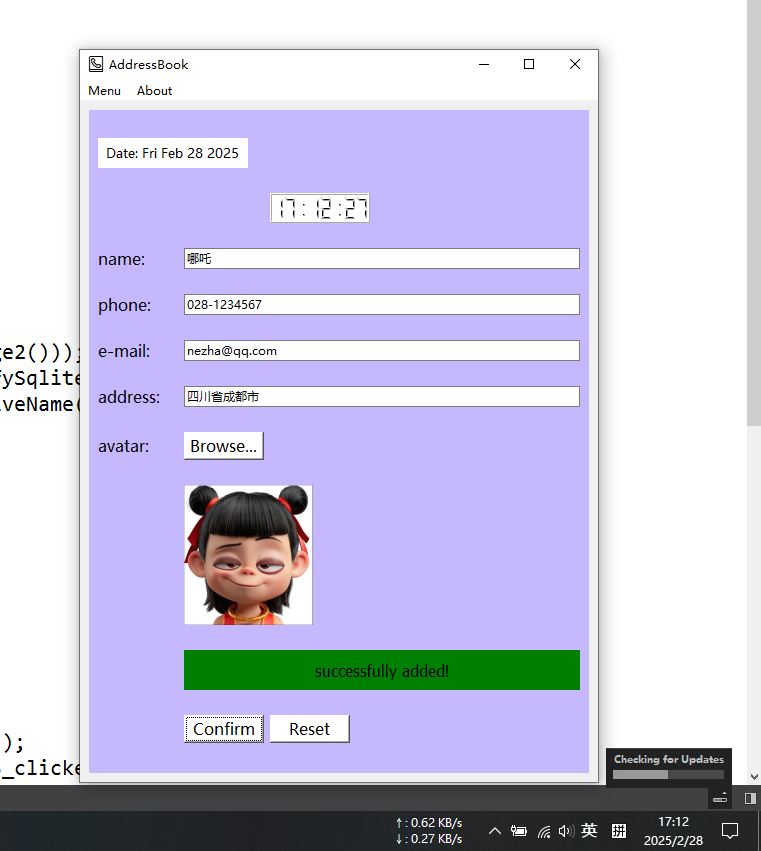 AddressBook
Menu About
Date: Fri Feb 28 2025
17:12:27
name: 哪吒
phone: 028-1234567
e-mail: nezha@qq.com
address: 四川省成都市
avatar: Browse...
successfully added!
Confirm Reset
ge2()));
fySqlite
iveName(
);
_clicke
Checking for Updates
↑: 0.62 KB/s
↓: 0.27 KB/s
英 拼
17:12
2025/2/28